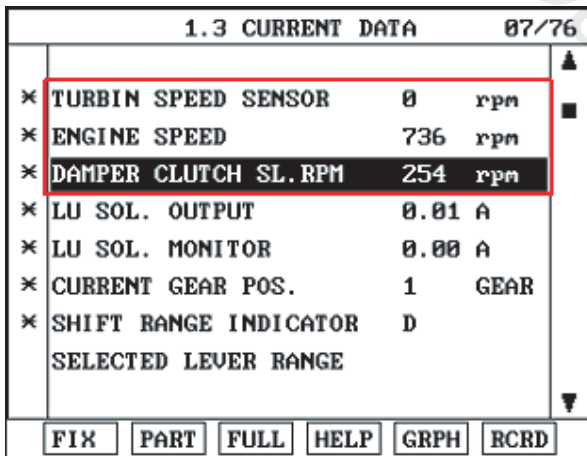 1.3 CURRENT DATA 07/76
* TURBIN SPEED SENSOR 0 rpm
* ENGINE SPEED 736 rpm
* DAMPER CLUTCH SL.RPM 254 rpm
* LU SOL. OUTPUT 0.01 A
* LU SOL. MONITOR 0.00 A
* CURRENT GEAR POS. 1 GEAR
* SHIFT RANGE INDICATOR D
SELECTED LEVER RANGE
FIX PART FULL HELP GRPH RCRD